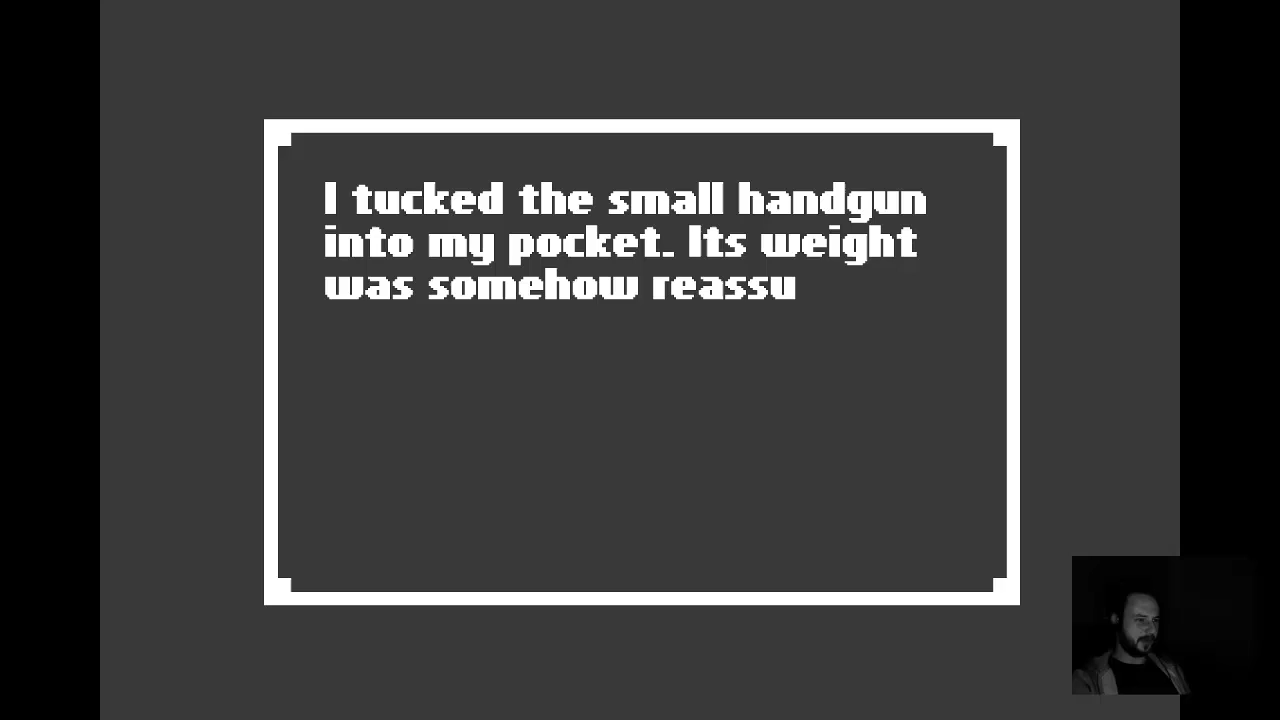 I tucked the small handgun
into my pocket. Its weight
was somehow reassu